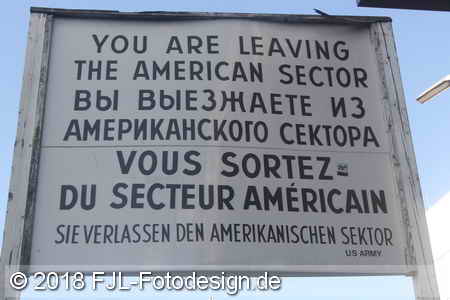 YOU ARE LEAVING
THE AMERICAN SECTOR
ВЫ ВЫЕЗЖАЕТЕ ИЗ
АМЕРИКАНСКОГО СЕКТОРА
VOUS SORTEZ
DU SECTEUR AMÉRICAIN
SIE VERLASSEN DEN AMERIKANISCHEN SEKTOR
US ARMY
© 2018 FJL-Fotodesign.de